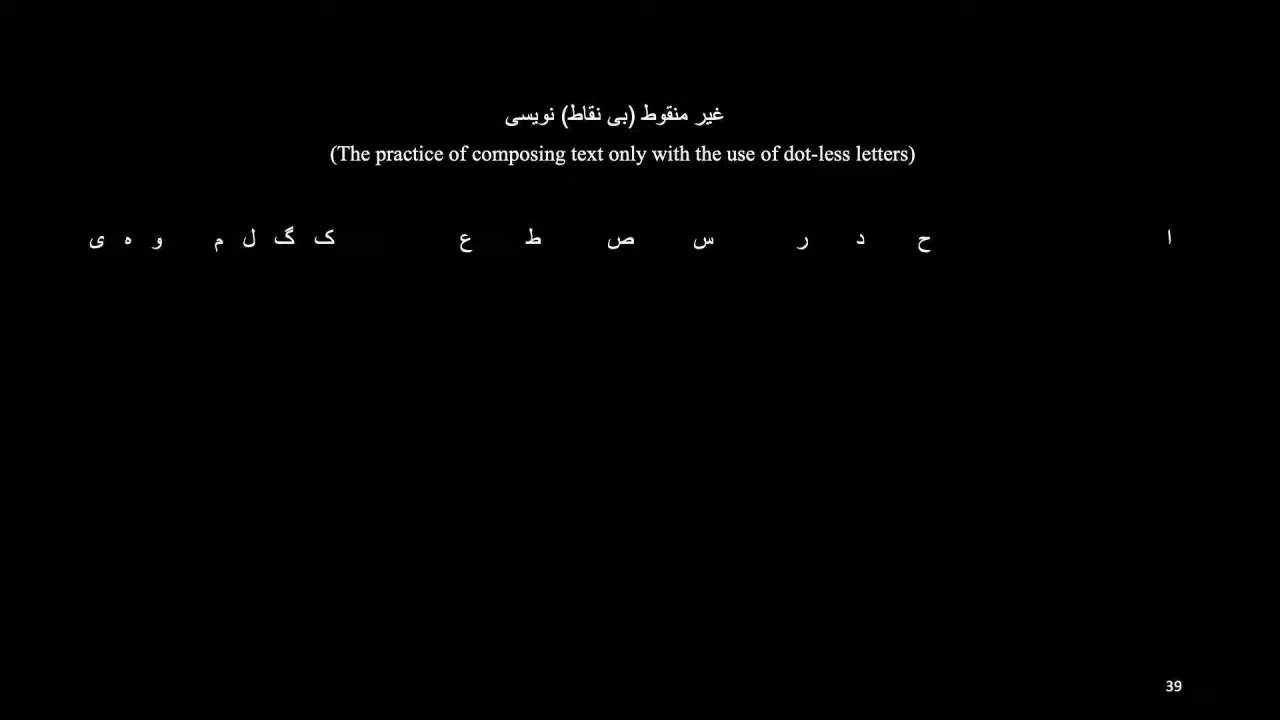 غیر منقوط (بی نقاط) نویسی
(The practice of composing text only with the use of dot-less letters)
ا ح د ر س ص ط ع ک گ ل م و ه ی
39